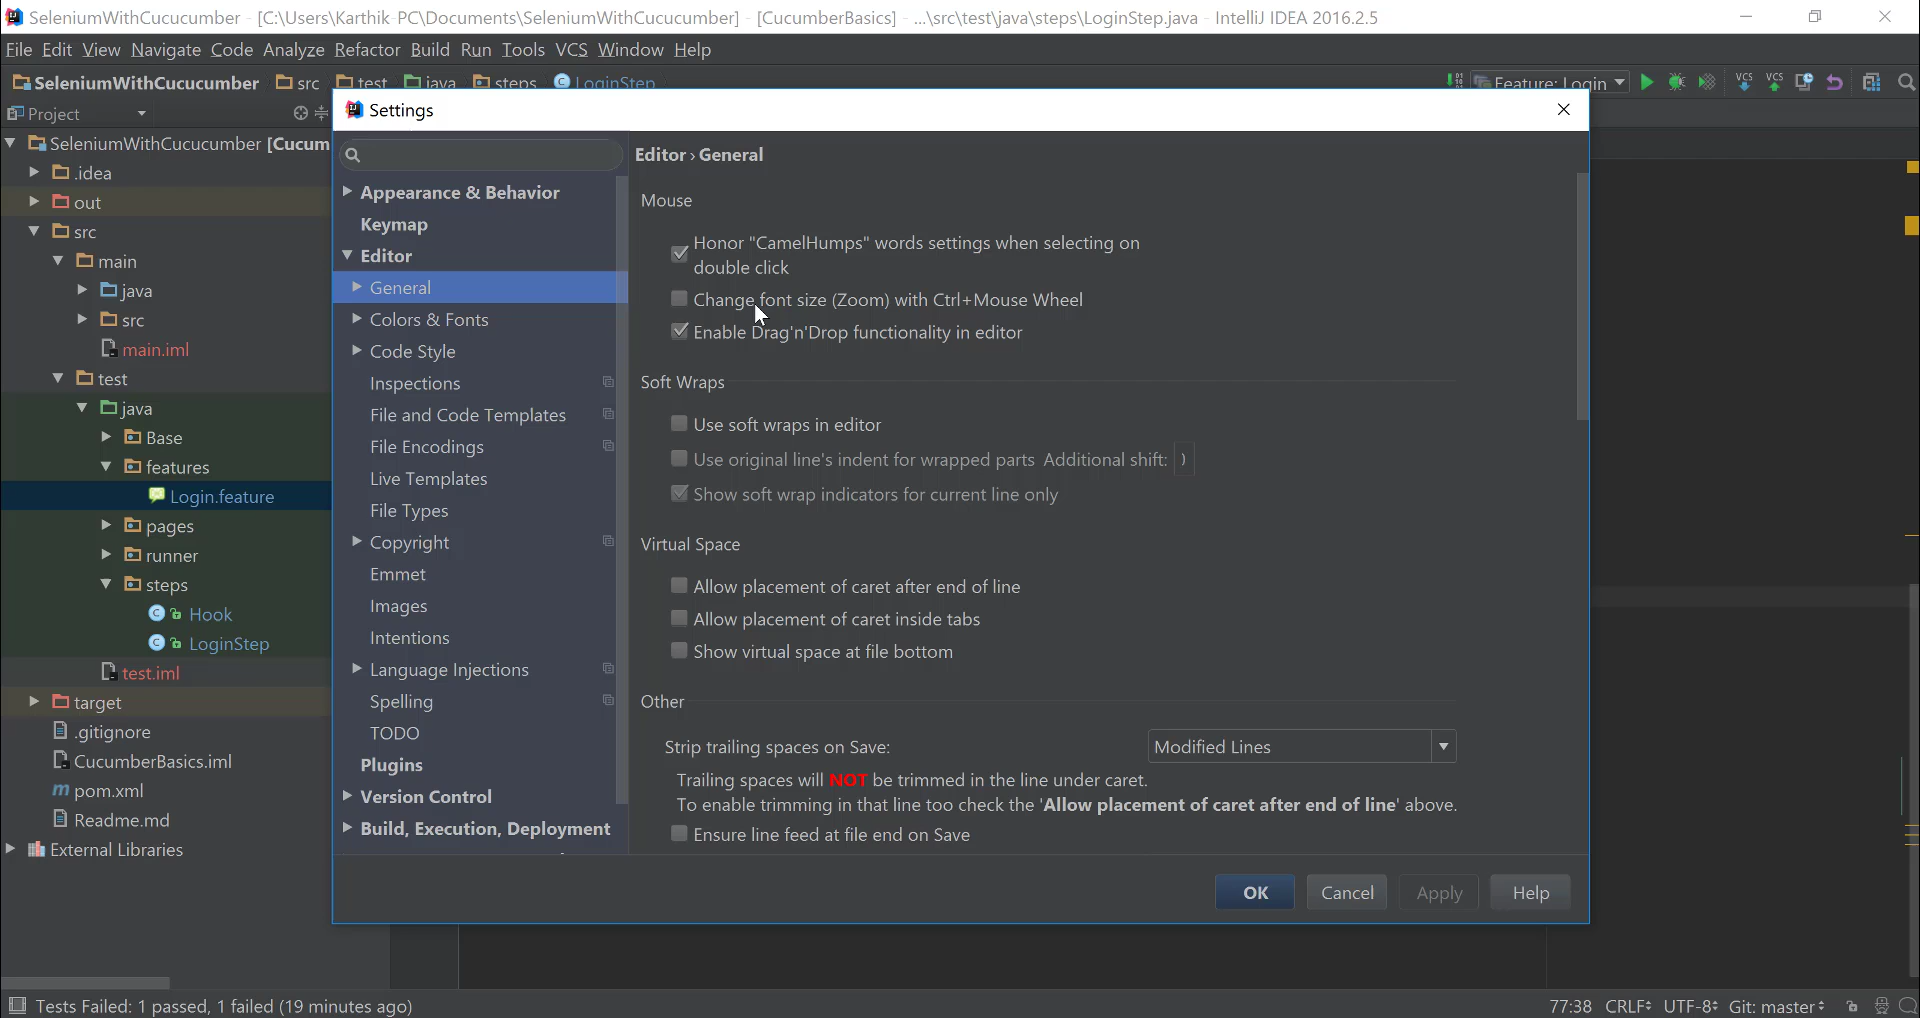 SeleniumWithCucucumber - [C:\Users\Karthik-PC\Documents\SeleniumWithCucucumber] - [CucumberBasics] - ...\src\test\java\steps\LoginStep.java - IntelliJ IDEA 2016.2.5
File Edit View Navigate Code Analyze Refactor Build Run Tools VCS Window Help
SeleniumWithCucucumber src test java steps LoginStep Feature: Login VCS VCS
Project
Settings
SeleniumWithCucucumber [Cucum
.idea
out
src
main
java
src
main.iml
test
java
Base
features
Login.feature
pages
runner
steps
Hook
LoginStep
test.iml
target
.gitignore
CucumberBasics.iml
pom.xml
Readme.md
External Libraries
Appearance & Behavior
Keymap
Editor
General
Colors & Fonts
Code Style
Inspections
File and Code Templates
File Encodings
Live Templates
File Types
Copyright
Emmet
Images
Intentions
Language Injections
Spelling
TODO
Plugins
Version Control
Build, Execution, Deployment
Editor › General
Mouse
Honor "CamelHumps" words settings when selecting on
double click
Change font size (Zoom) with Ctrl+Mouse Wheel
Enable Drag'n'Drop functionality in editor
Soft Wraps
Use soft wraps in editor
Use original line's indent for wrapped parts Additional shift: )
Show soft wrap indicators for current line only
Virtual Space
Allow placement of caret after end of line
Allow placement of caret inside tabs
Show virtual space at file bottom
Other
Strip trailing spaces on Save: Modified Lines
Trailing spaces will NOT be trimmed in the line under caret.
To enable trimming in that line too check the 'Allow placement of caret after end of line' above.
Ensure line feed at file end on Save
OK Cancel Apply Help
Tests Failed: 1 passed, 1 failed (19 minutes ago)
77:38 CRLF UTF-8 Git: master